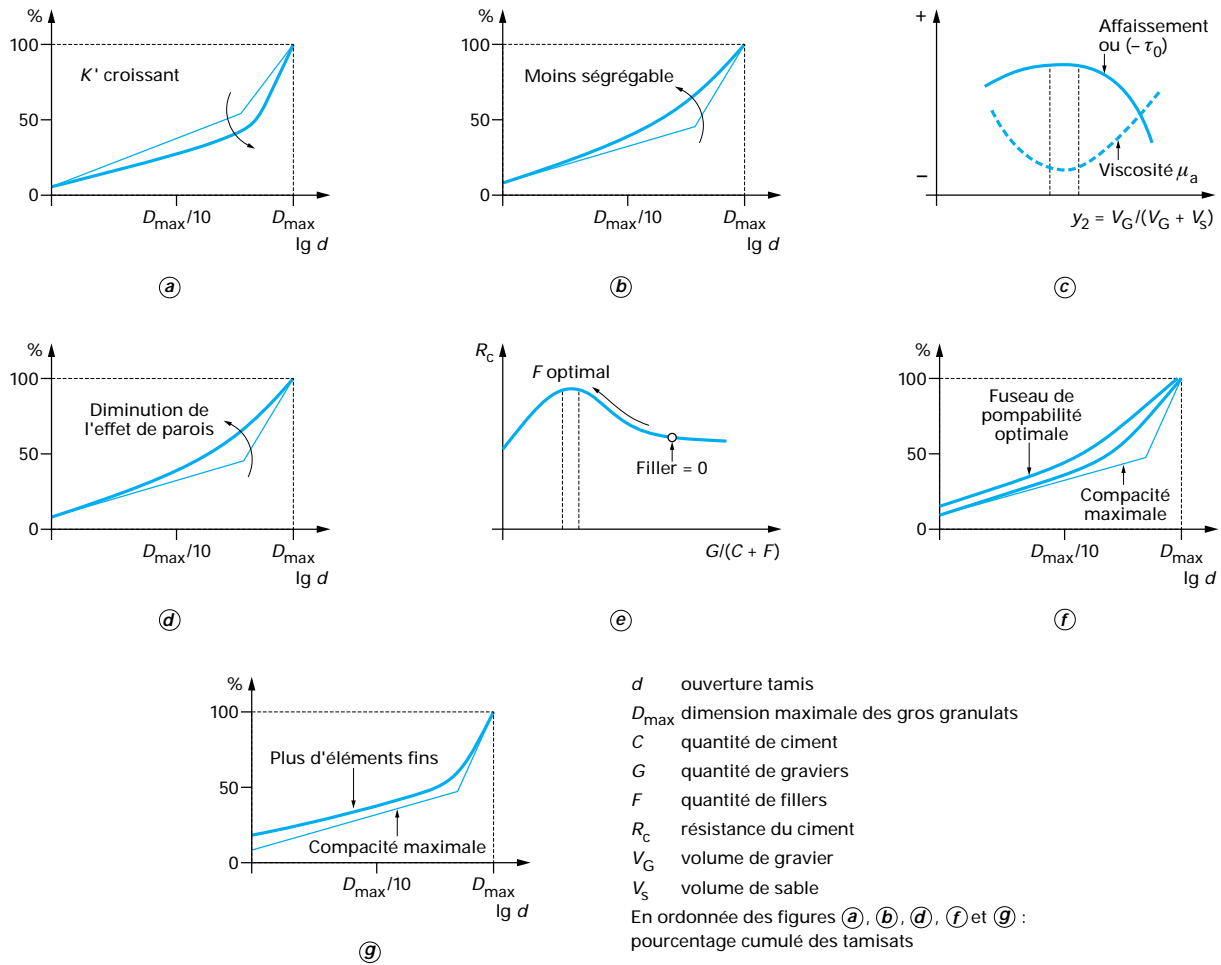 %
100
50
0
K' croissant
Dmax/10
Dmax
lg d
a
%
100
50
0
Moins ségrégable
Dmax/10
Dmax
lg d
b
+
–
Affaissement
ou (– τ0)
Viscosité μa
y2 = VG/(VG + Vs)
c
%
100
50
0
Diminution de
l'effet de parois
Dmax/10
Dmax
lg d
d
Rc
F optimal
Filler = 0
G/(C + F)
e
%
100
50
0
Fuseau de
pompabilité
optimale
Compacité
maximale
Dmax/10
Dmax
lg d
f
%
100
50
0
Plus d'éléments fins
Compacité maximale
Dmax/10
Dmax
lg d
g
d ouverture tamis
Dmax dimension maximale des gros granulats
C quantité de ciment
G quantité de graviers
F quantité de fillers
Rc résistance du ciment
VG volume de gravier
Vs volume de sable
En ordonnée des figures a, b, d, f et g :
pourcentage cumulé des tamisats